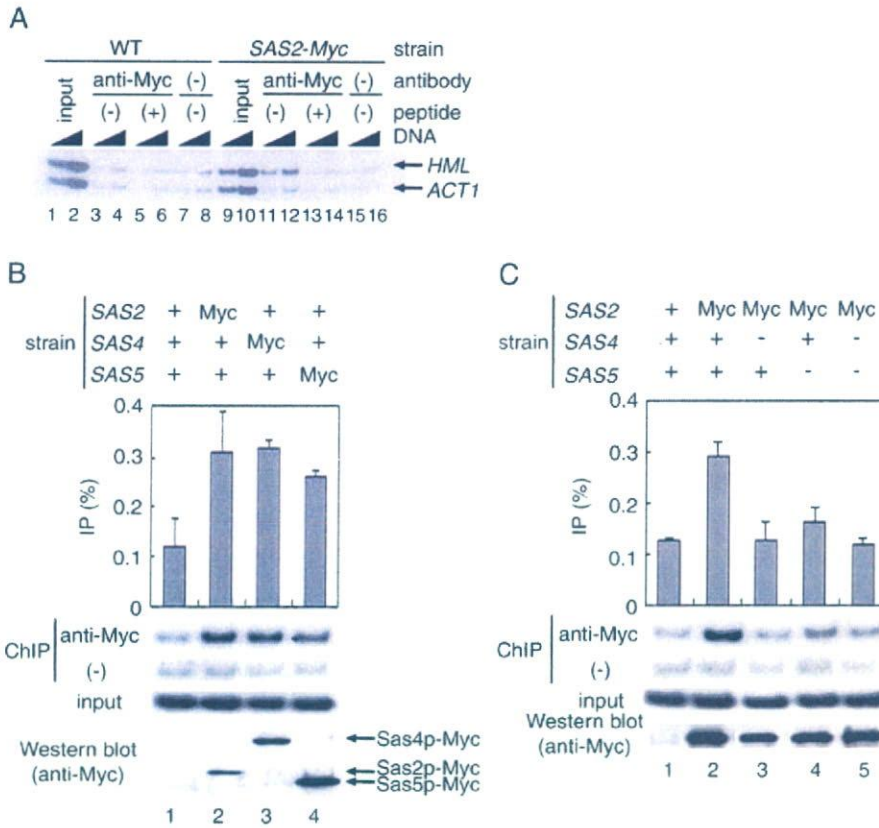 A
WT SAS2-Myc strain
input anti-Myc (-) input anti-Myc (-) antibody
(-) (+) (-) (-) (+) (-) peptide
DNA
HML
ACT1
1 2 3 4 5 6 7 8 9 10 11 12 13 14 15 16
B
strain
SAS2 + Myc + +
SAS4 + + Myc +
SAS5 + + + Myc
0.4
0.3
0.2
0.1
0
IP (%)
ChIP
anti-Myc
(-)
input
Western blot
(anti-Myc)
Sas4p-Myc
Sas2p-Myc
Sas5p-Myc
1 2 3 4
C
strain
SAS2 + Myc Myc Myc Myc
SAS4 + + - + -
SAS5 + + + - -
0.4
0.3
0.2
0.1
0
IP (%)
ChIP
anti-Myc
(-)
input
Western blot
(anti-Myc)
1 2 3 4 5